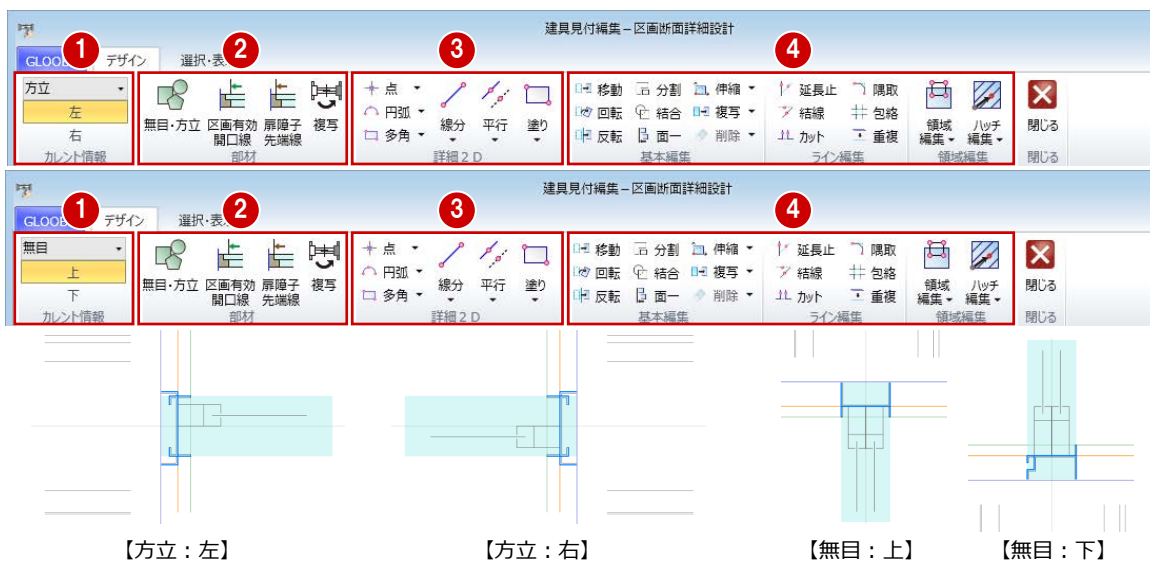 建具見付編集 – 区画断面詳細設計
1 2 3 4
GLOOB デザイン 選択・表
方立
左
右
カレント情報
無目・方立 区画有効開口線 扉障子先端線 複写
部材
点 円弧 多角 線分 平行 塗り
詳細2D
移動 分割 伸縮
回転 結合 複写
反転 面一 削除
基本編集
延長止 隅取
結線 包絡
カット 重複
ライン編集
領域編集 ハッチ編集
領域編集
閉じる
閉じる
建具見付編集 – 区画断面詳細設計
1 2 3 4
GLOOB デザイン 選択・表
無目
上
下
カレント情報
無目・方立 区画有効開口線 扉障子先端線 複写
部材
点 円弧 多角 線分 平行 塗り
詳細2D
移動 分割 伸縮
回転 結合 複写
反転 面一 削除
基本編集
延長止 隅取
結線 包絡
カット 重複
ライン編集
領域編集 ハッチ編集
領域編集
閉じる
閉じる
【方立：左】 【方立：右】 【無目：上】 【無目：下】